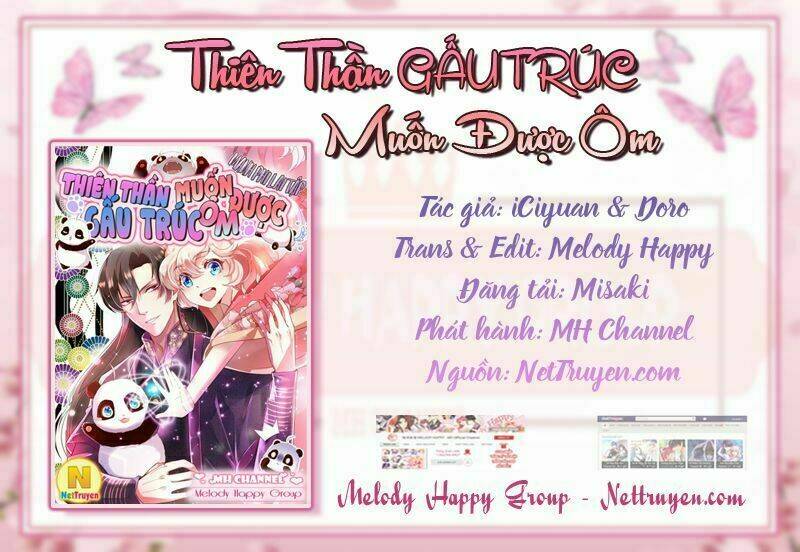 Thiên Thần GẤUTRÚC
Muốn Được Ôm
THIÊN THẦN MUỐN
GẤU TRÚC ÔM ĐƯỢC
Tác giả: iCiyuan & Doro
Trans & Edit: Melody Happy
Đăng tải: Misaki
Phát hành: MH Channel
Nguồn: NetTruyen.com
N
NetTruyen
MH CHANNEL
Melody Happy Group
Melody Happy Group - Nettruyen.com